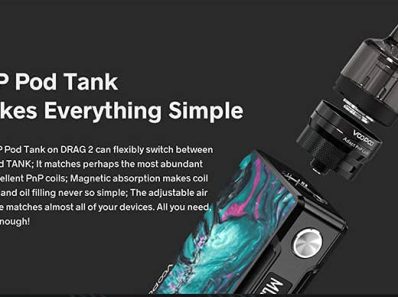 P Pod Tank
kes Everything Simple
P Pod Tank on DRAG 2 can flexibly switch between
d TANK; It matches perhaps the most abundant
ellent PnP coils; Magnetic absorption makes coil
and oil filling never so simple; The adjustable air
e matches almost all of your devices. All you need
nough!
VOOPOO